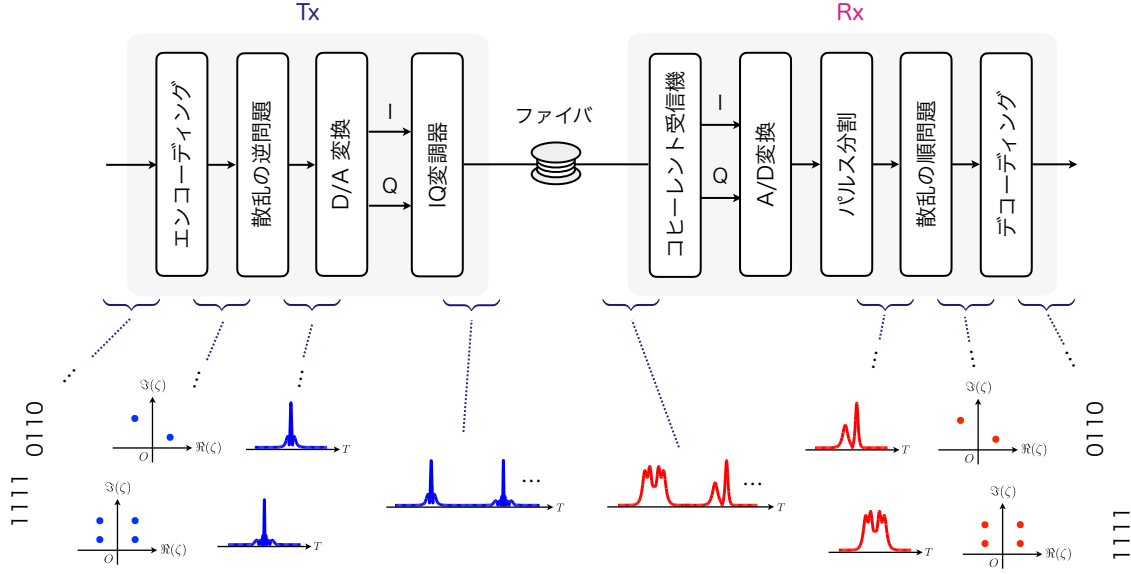 Tx
Rx
エンコーディング
散乱の逆問題
D/A 変換
I
Q
IQ変調器
ファイバ
コヒーレント受信機
I
Q
A/D変換
パルス分割
散乱の順問題
デコーディング
0110
ℑ(ζ)
ℜ(ζ)
O
T
1111
ℑ(ζ)
ℜ(ζ)
O
T
T
...
T
...
T
ℑ(ζ)
ℜ(ζ)
O
0110
T
ℑ(ζ)
ℜ(ζ)
O
1111